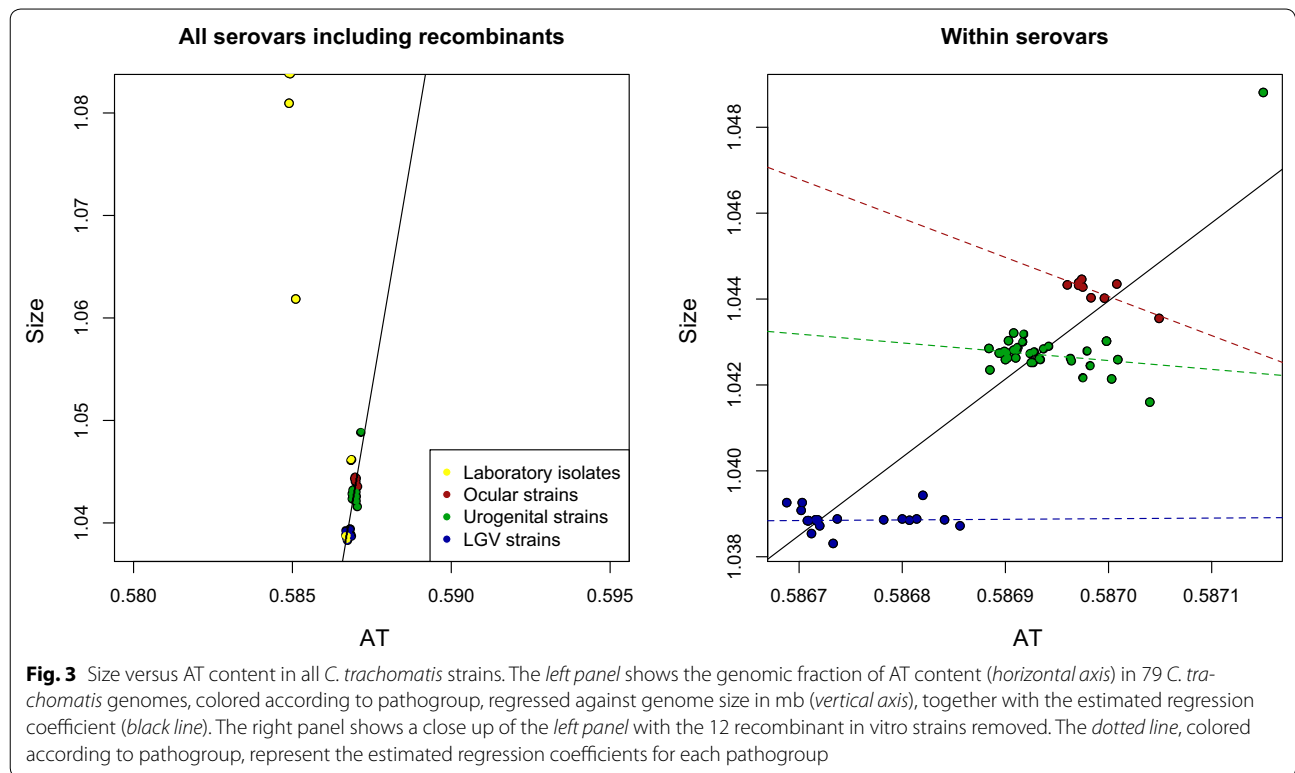 All serovars including recombinants
Size
1.04
1.05
1.06
1.07
1.08
0.580
0.585
0.590
0.595
AT
Laboratory isolates
Ocular strains
Urogenital strains
LGV strains
Within serovars
Size
1.038
1.040
1.042
1.044
1.046
1.048
0.5867
0.5868
0.5869
0.5870
0.5871
AT
Fig. 3 Size versus AT content in all C. trachomatis strains. The left panel shows the genomic fraction of AT content (horizontal axis) in 79 C. tra-
chomatis genomes, colored according to pathogroup, regressed against genome size in mb (vertical axis), together with the estimated regression
coefficient (black line). The right panel shows a close up of the left panel with the 12 recombinant in vitro strains removed. The dotted line, colored
according to pathogroup, represent the estimated regression coefficients for each pathogroup